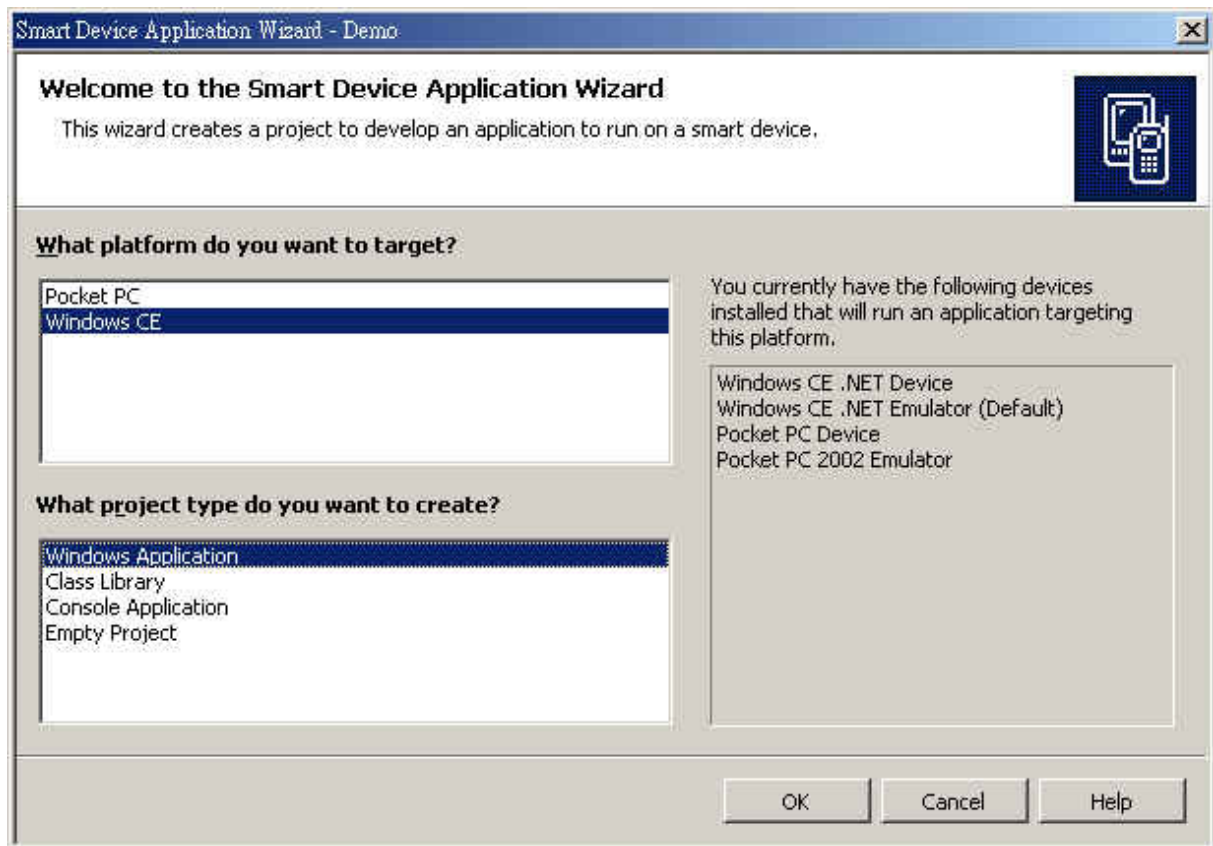 Smart Device Application Wizard - Demo
Welcome to the Smart Device Application Wizard
This wizard creates a project to develop an application to run on a smart device.
What platform do you want to target?
Pocket PC
Windows CE
You currently have the following devices
installed that will run an application targeting
this platform.
Windows CE .NET Device
Windows CE .NET Emulator (Default)
Pocket PC Device
Pocket PC 2002 Emulator
What project type do you want to create?
Windows Application
Class Library
Console Application
Empty Project
OK
Cancel
Help